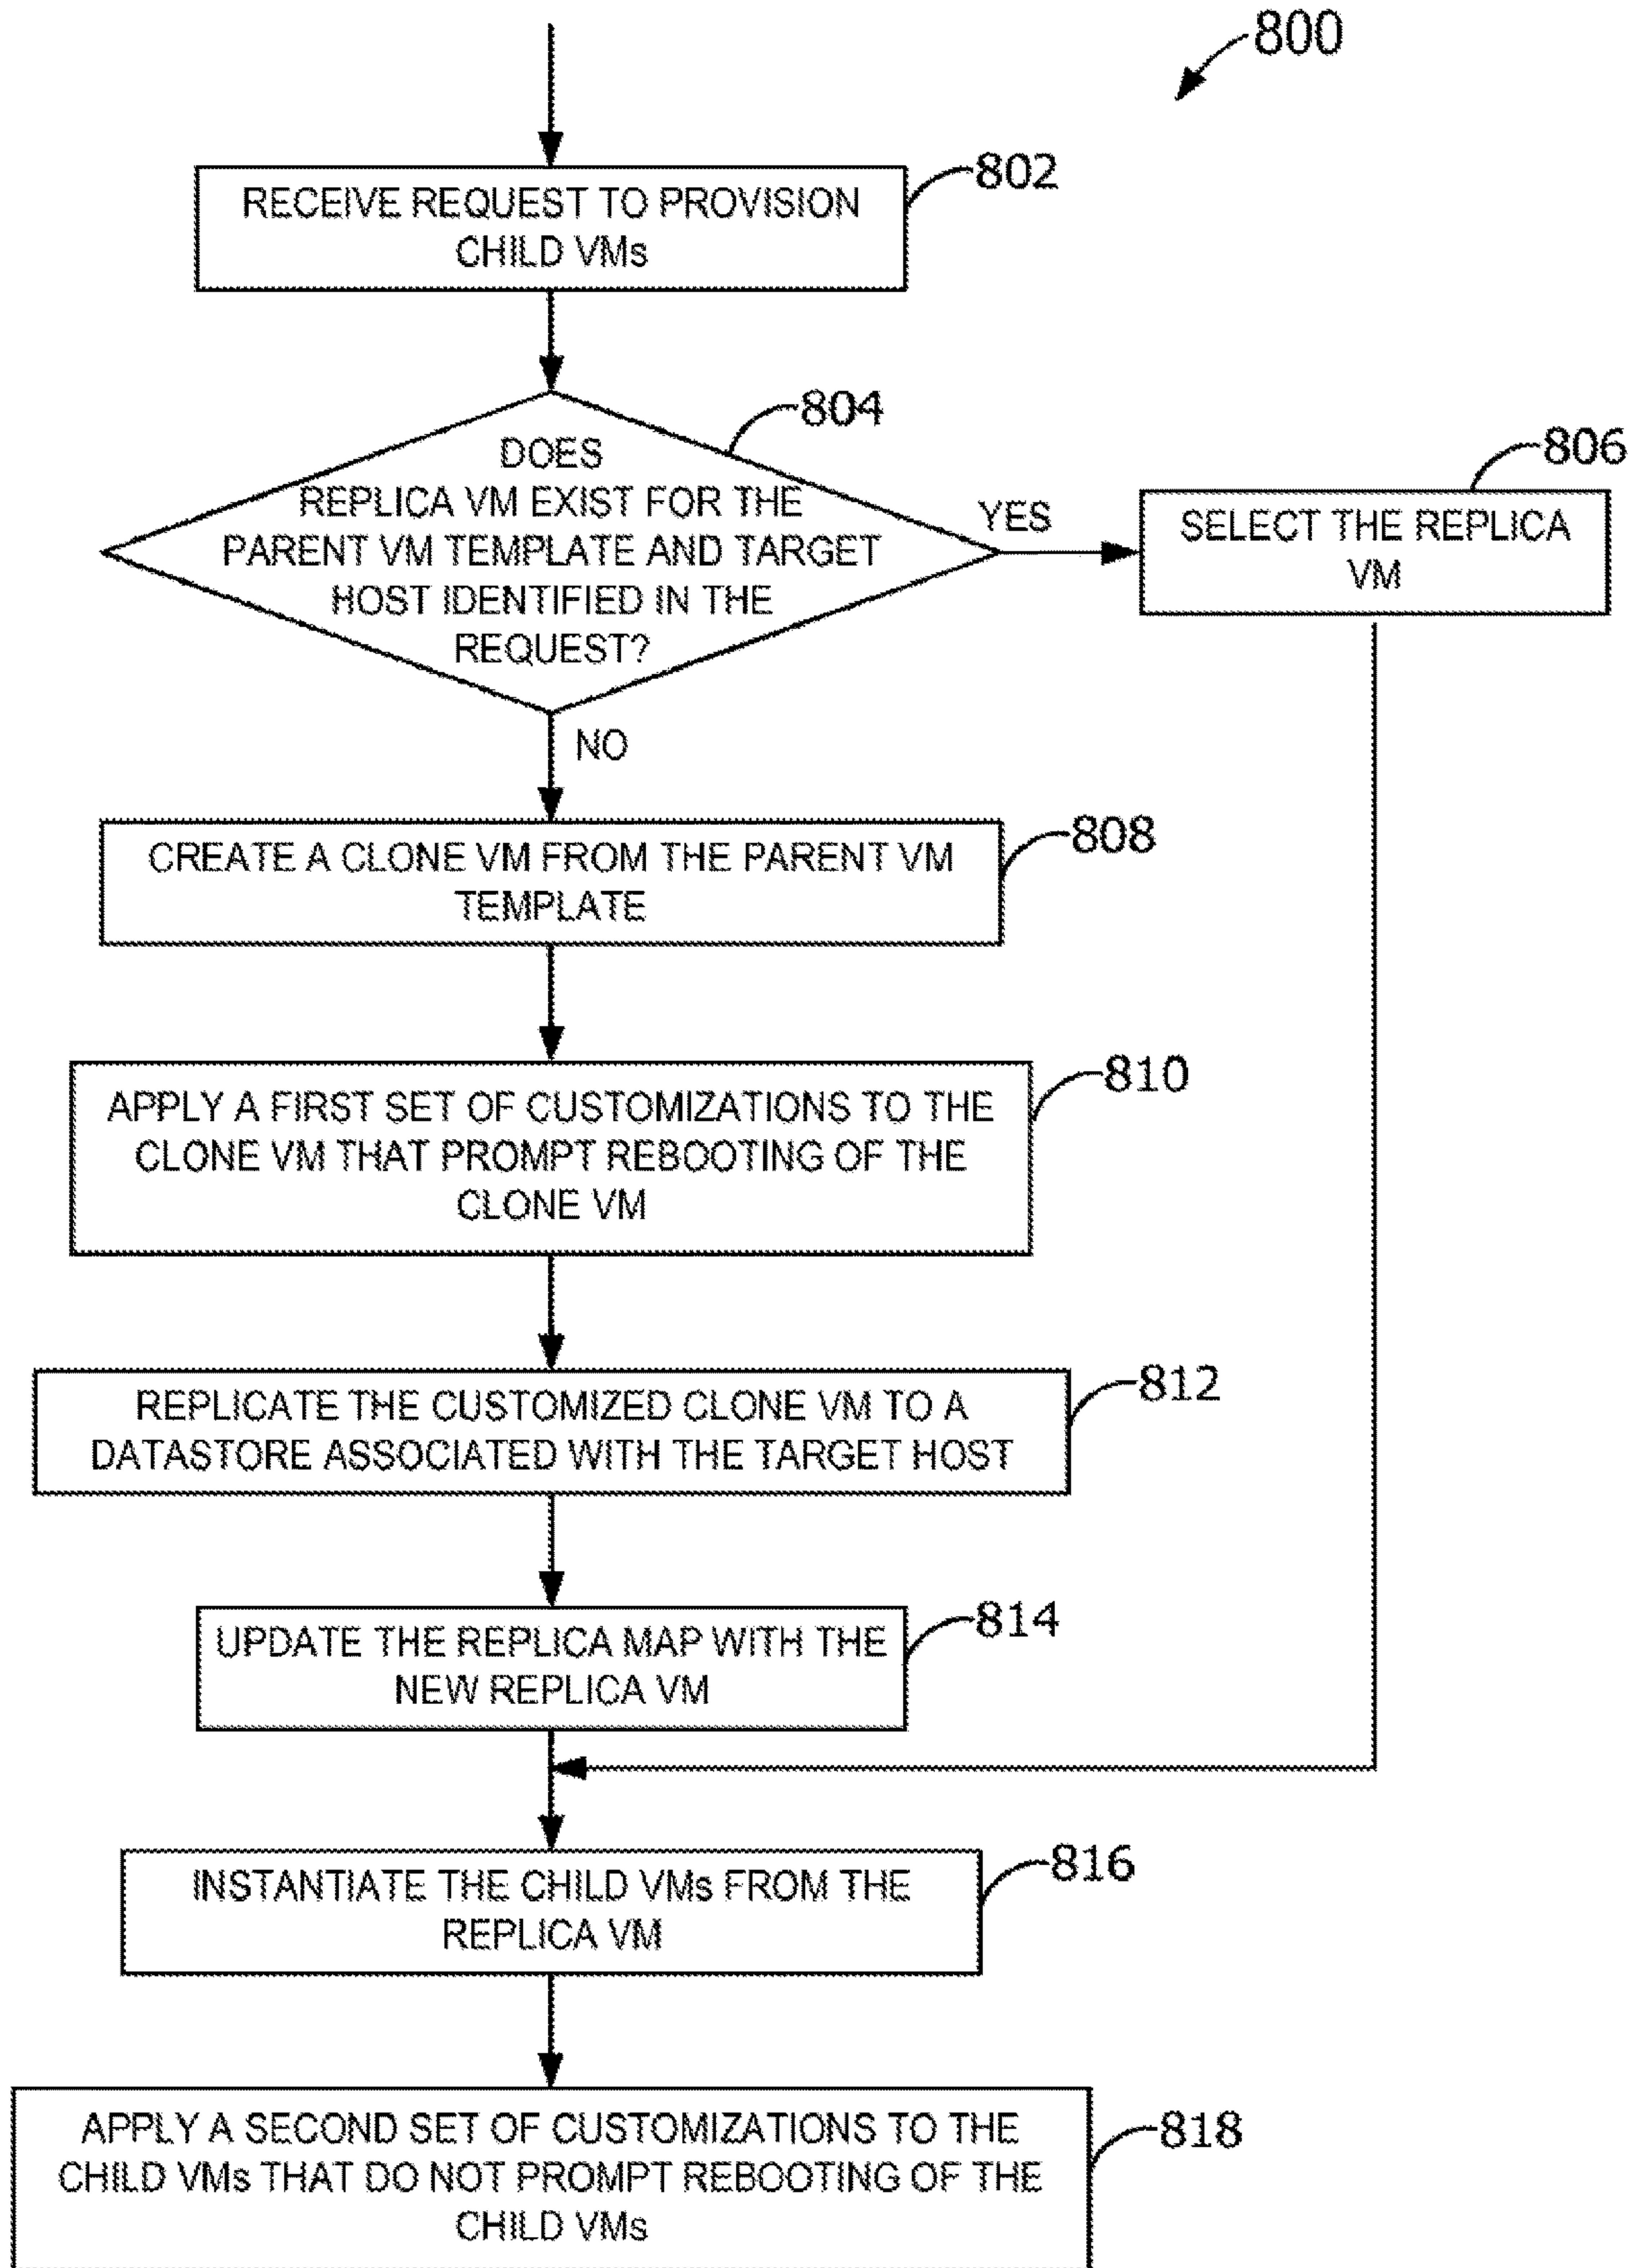 800
802
RECEIVE REQUEST TO PROVISION
CHILD VMs
804
DOES
REPLICA VM EXIST FOR THE
PARENT VM TEMPLATE AND TARGET
HOST IDENTIFIED IN THE
REQUEST?
YES
806
SELECT THE REPLICA
VM
NO
808
CREATE A CLONE VM FROM THE PARENT VM
TEMPLATE
810
APPLY A FIRST SET OF CUSTOMIZATIONS TO THE
CLONE VM THAT PROMPT REBOOTING OF THE
CLONE VM
812
REPLICATE THE CUSTOMIZED CLONE VM TO A
DATASTORE ASSOCIATED WITH THE TARGET HOST
814
UPDATE THE REPLICA MAP WITH THE
NEW REPLICA VM
816
INSTANTIATE THE CHILD VMs FROM THE
REPLICA VM
818
APPLY A SECOND SET OF CUSTOMIZATIONS TO THE
CHILD VMs THAT DO NOT PROMPT REBOOTING OF THE
CHILD VMs